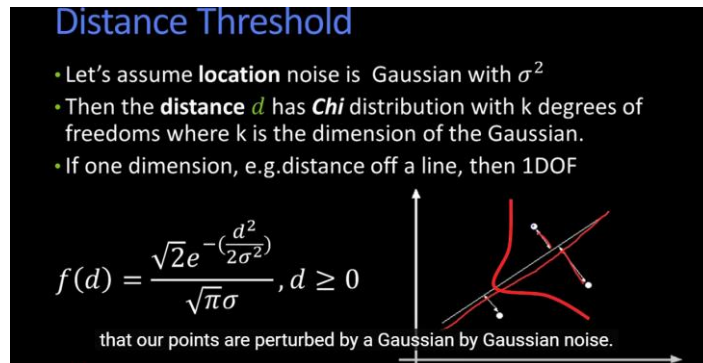 Distance Threshold
• Let's assume location noise is Gaussian with σ²
• Then the distance d has Chi distribution with k degrees of
freedoms where k is the dimension of the Gaussian.
• If one dimension, e.g.distance off a line, then 1DOF
f(d) = √2e^−(d²/2σ²) / √πσ, d ≥ 0
that our points are perturbed by a Gaussian by Gaussian noise.